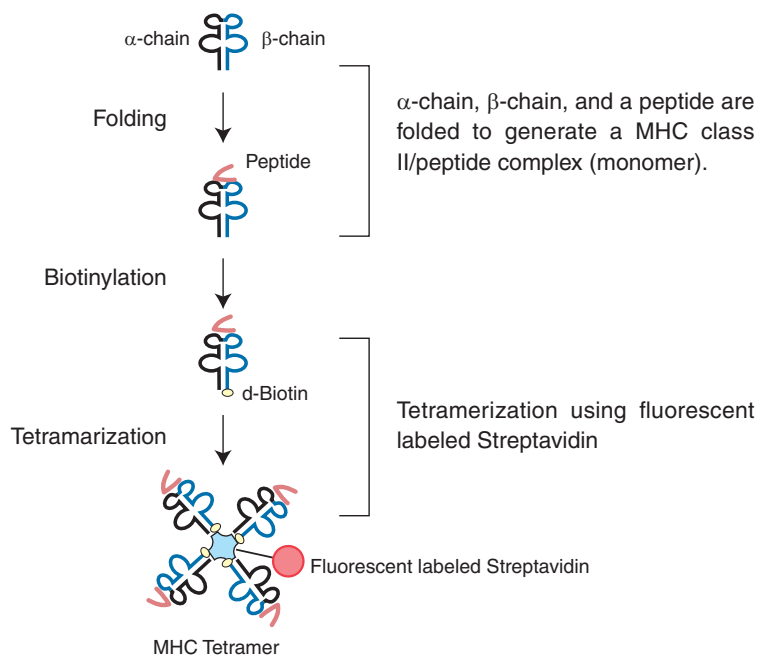 α-chain
β-chain
Folding
α-chain, β-chain, and a peptide are
folded to generate a MHC class
II/peptide complex (monomer).
Peptide
Biotinylation
d-Biotin
Tetramarization
Tetramerization using fluorescent
labeled Streptavidin
Fluorescent labeled Streptavidin
MHC Tetramer